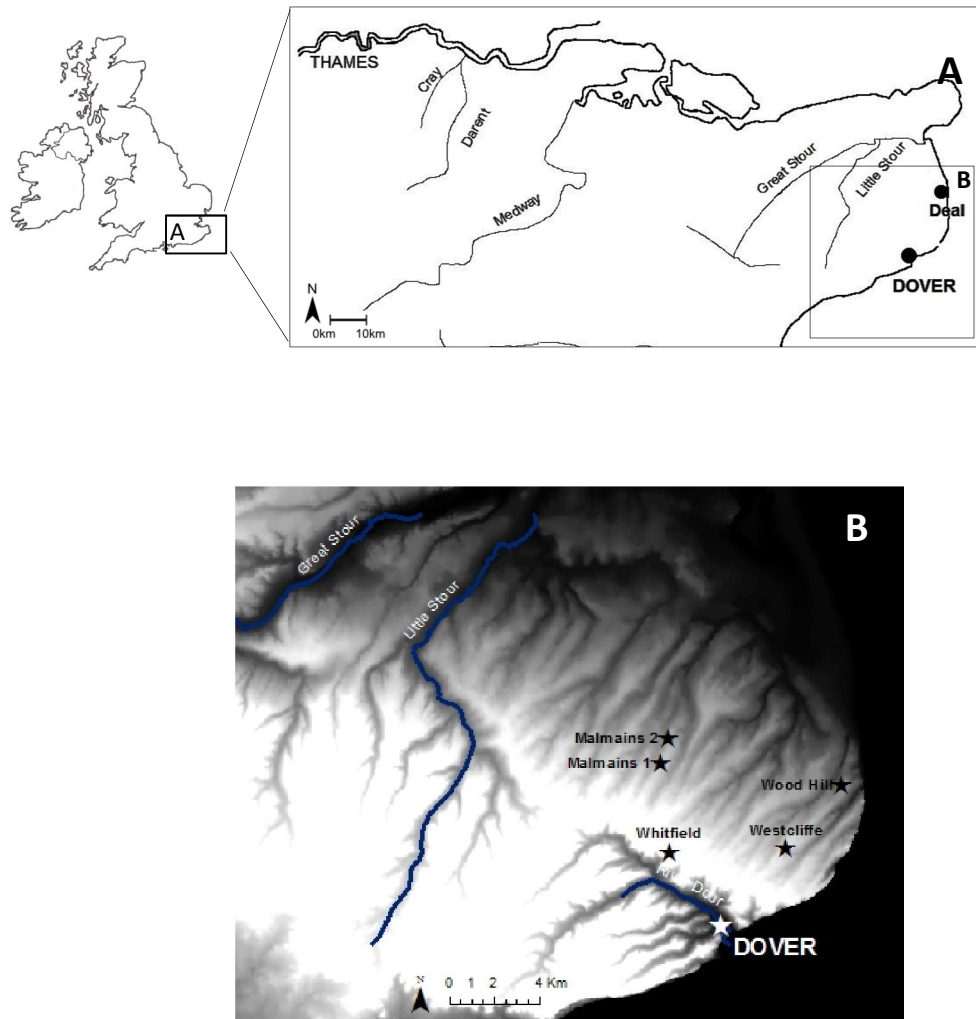 A
THAMES
Cray
Darent
Medway
Great Stour
Little Stour
A
B
Deal
DOVER
N
0km 10km
B
Great Stour
Little Stour
Malmains 2
Malmains 1
Wood Hill
Whitfield
Westcliffe
River Dour
DOVER
N
0 1 2 4 Km